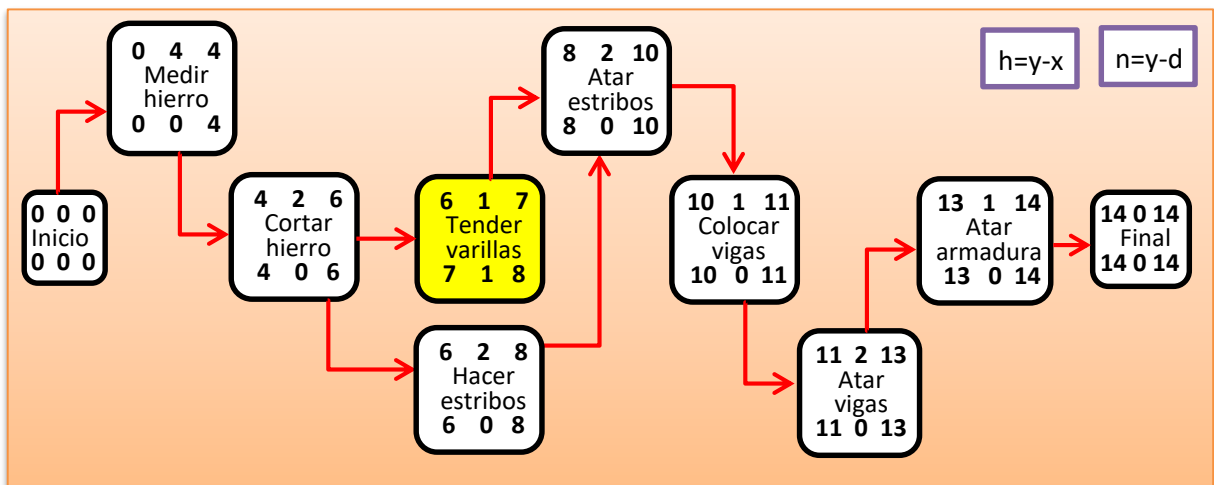 h=y-x
n=y-d
0 0 0
Inicio
0 0 0
0 4 4
Medir
hierro
0 0 4
4 2 6
Cortar
hierro
4 0 6
6 1 7
Tender
varillas
7 1 8
6 2 8
Hacer
estribos
6 0 8
8 2 10
Atar
estribos
8 0 10
10 1 11
Colocar
vigas
10 0 11
11 2 13
Atar
vigas
11 0 13
13 1 14
Atar
armadura
13 0 14
14 0 14
Final
14 0 14